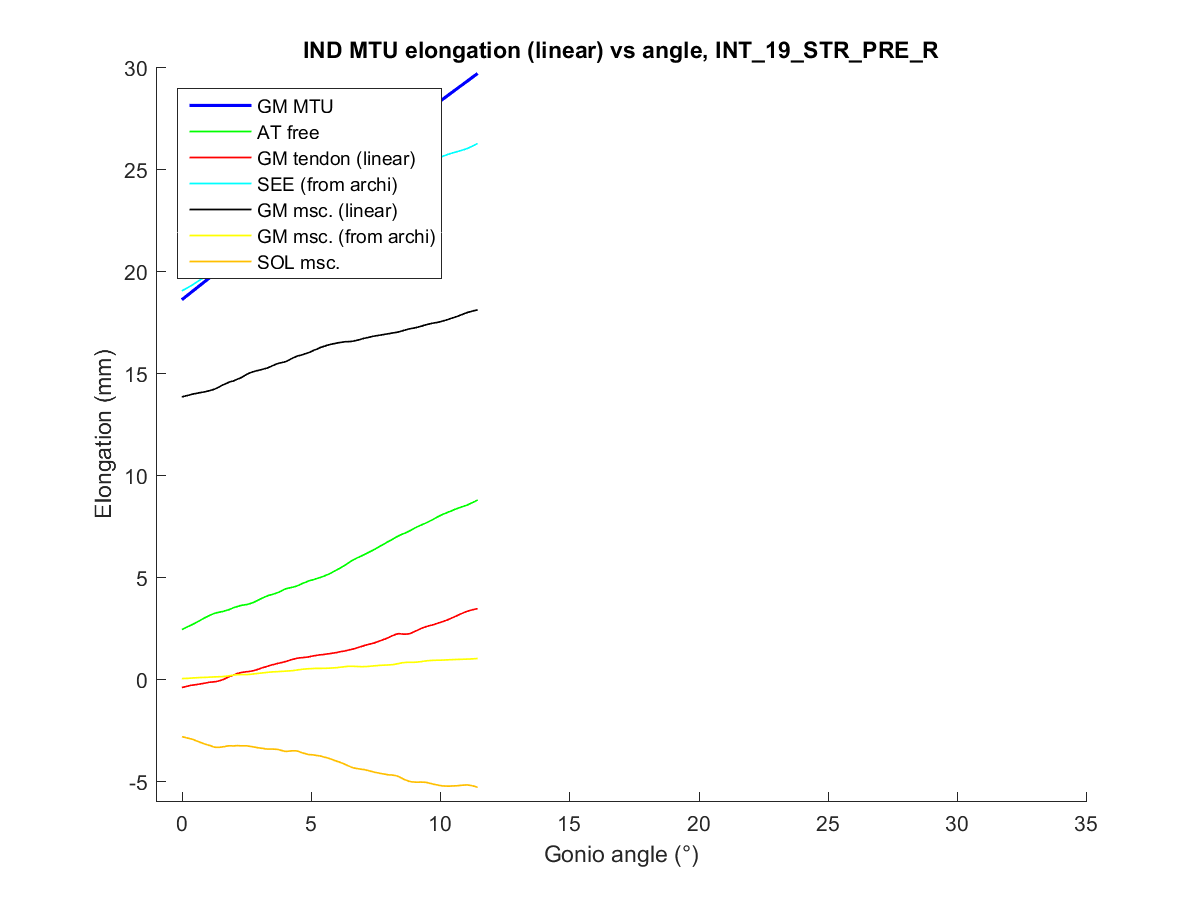 IND MTU elongation (linear) vs angle, INT_19_STR_PRE_R
30
25
20
15
10
5
0
-5
Elongation (mm)
GM MTU
AT free
GM tendon (linear)
SEE (from archi)
GM msc. (linear)
GM msc. (from archi)
SOL msc.
0 5 10 15 20 25 30 35
Gonio angle (°)